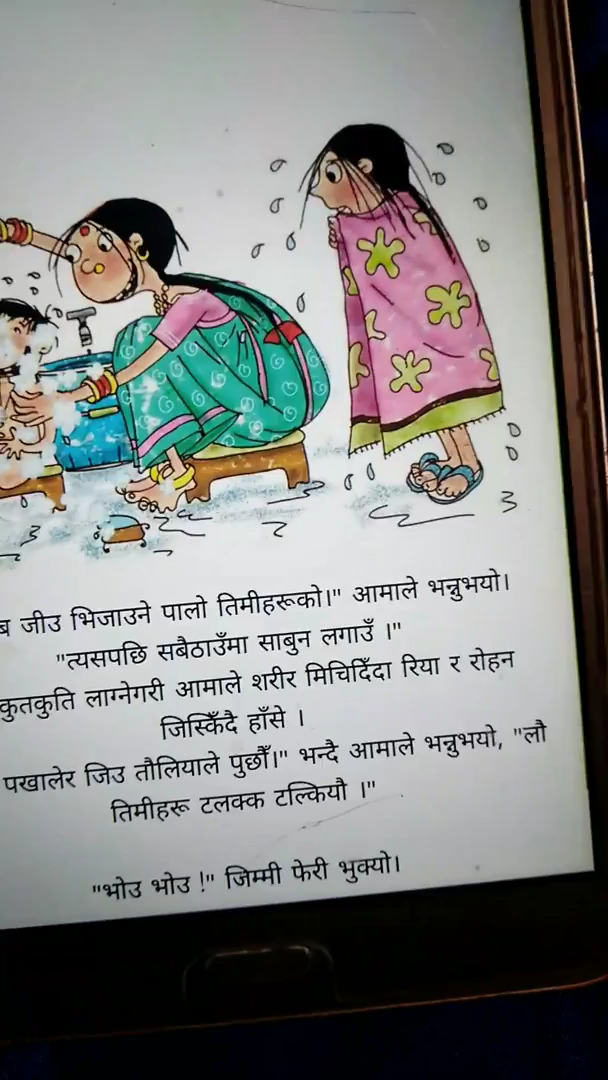 जीउ भिजाउने पालो तिमीहरूको।" आमाले भन्नुभयो।
"त्यसपछि सबैठाउँमा साबुन लगाउँ ।"
कुतकुति लाग्नेगरी आमाले शरीर मिचिदिँदा रिया र रोहन
जिस्किँदै हाँसे ।
पखालेर जिउ तौलियाले पुछौँ।" भन्दै आमाले भन्नुभयो, "लौ
तिमीहरू टलक्क टल्कियौ ।"
"भोउ भोउ !" जिम्मी फेरी भुक्यो।